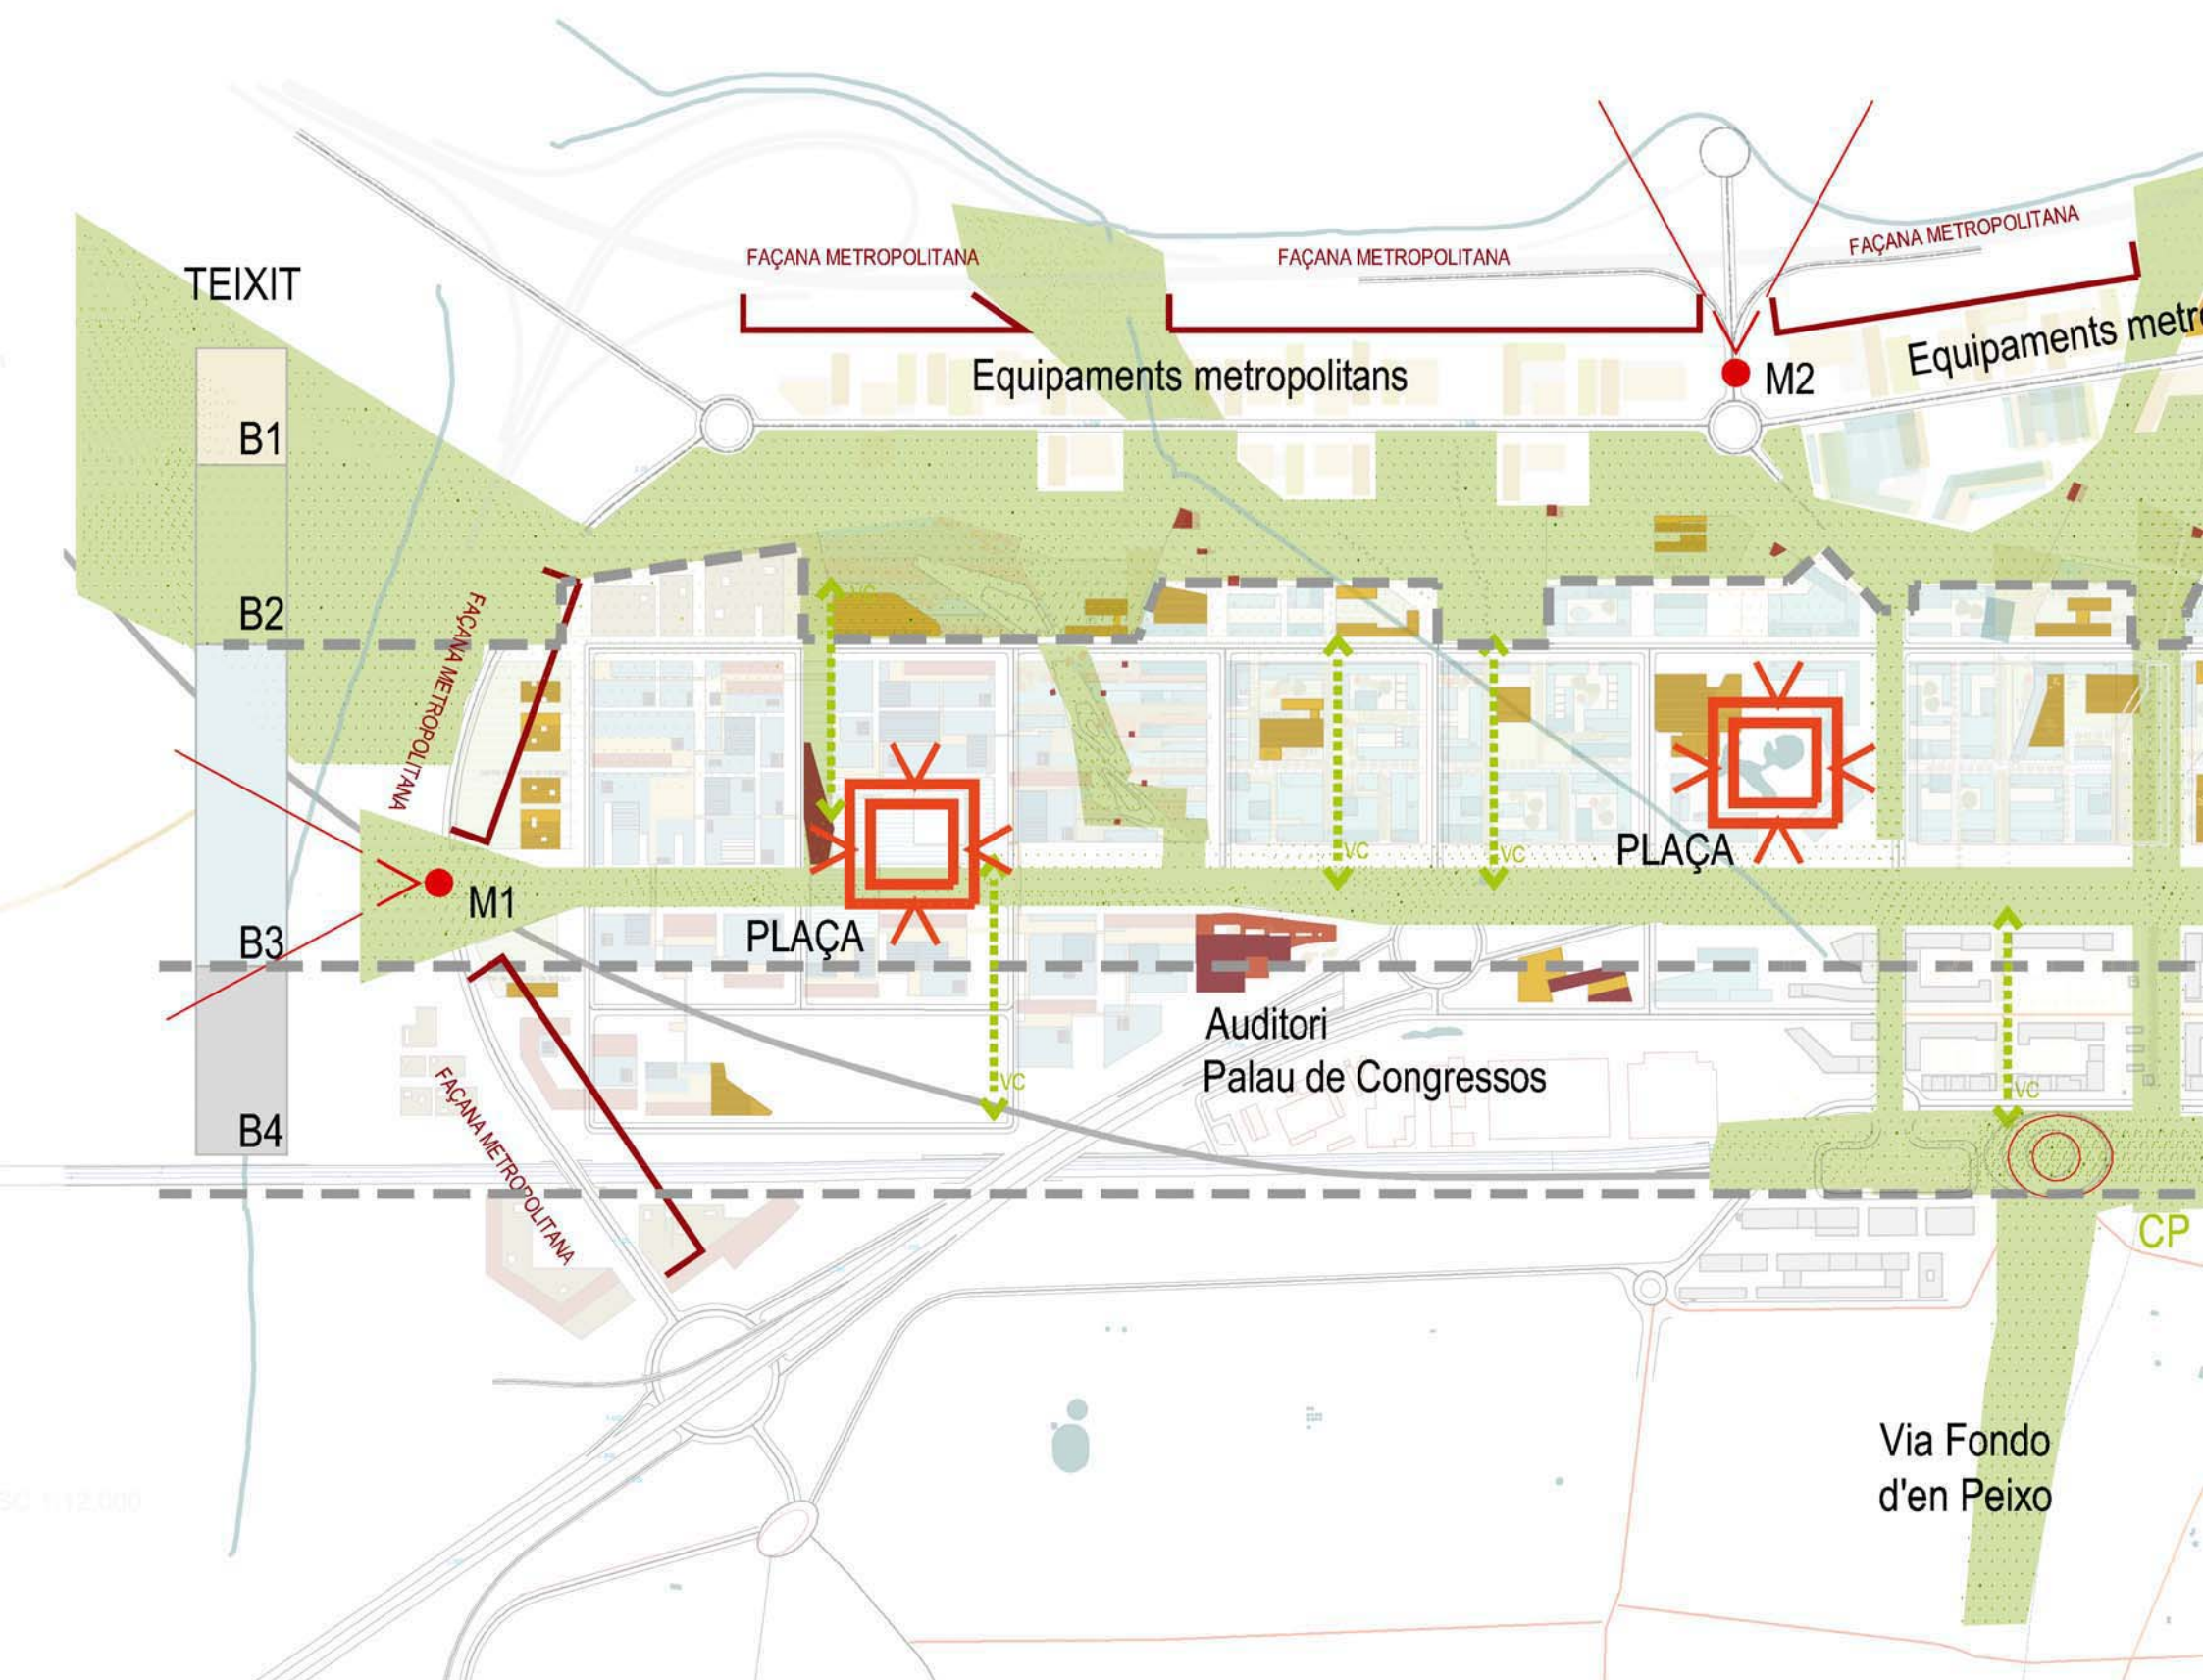 FAÇANA METROPOLITANA
FAÇANA METROPOLITANA
FAÇANA METROPOLITANA
TEIXIT
Equipaments metropolitans
Equipaments metro
M2
B1
B2
FAÇANA METROPOLITANA
VC
VC
VC
PLAÇA
M1
PLAÇA
B3
Auditori
Palau de Congressos
VC
VC
B4
FAÇANA METROPOLITANA
CP
Via Fondo
d'en Peixo